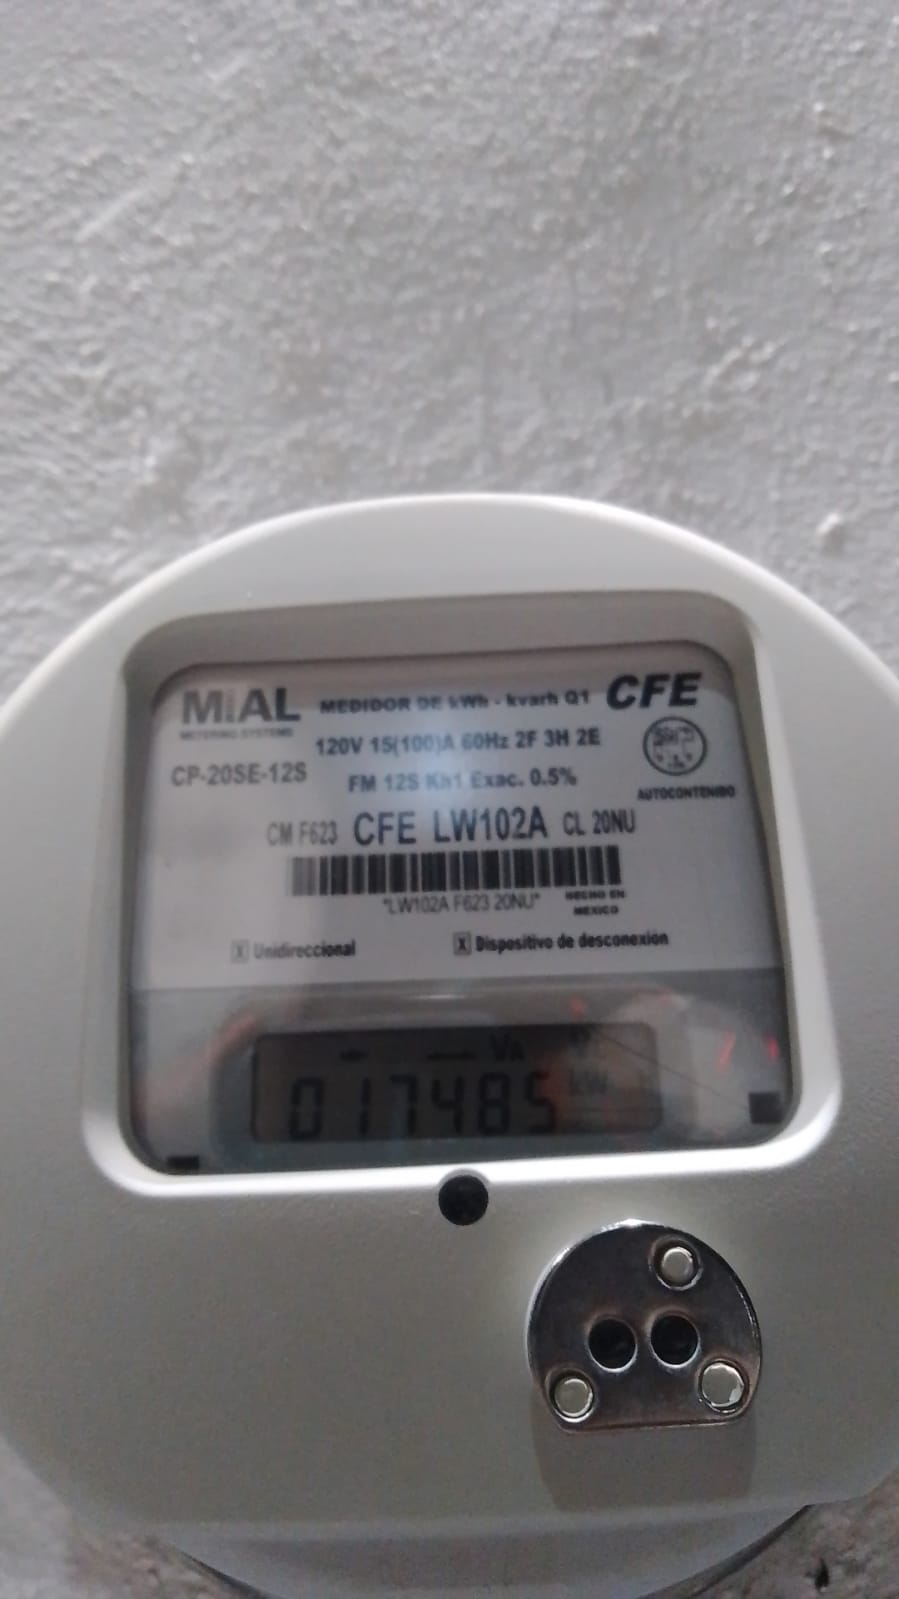 MIAL MEDIDOR DE kWh - kvarh Q1 CFE
METERING SYSTEMS
120V 15(100)A 60Hz 2F 3H 2E
CP-20SE-12S
FM 12S Kh1 Exac. 0.5%
AUTOCONTENIDO
CM F623 CFE LW102A CL 20NU
*LW102A F623 20NU*
HECHO EN
MEXICO
X Unidireccional
X Dispositivo de desconexión
017485 kW